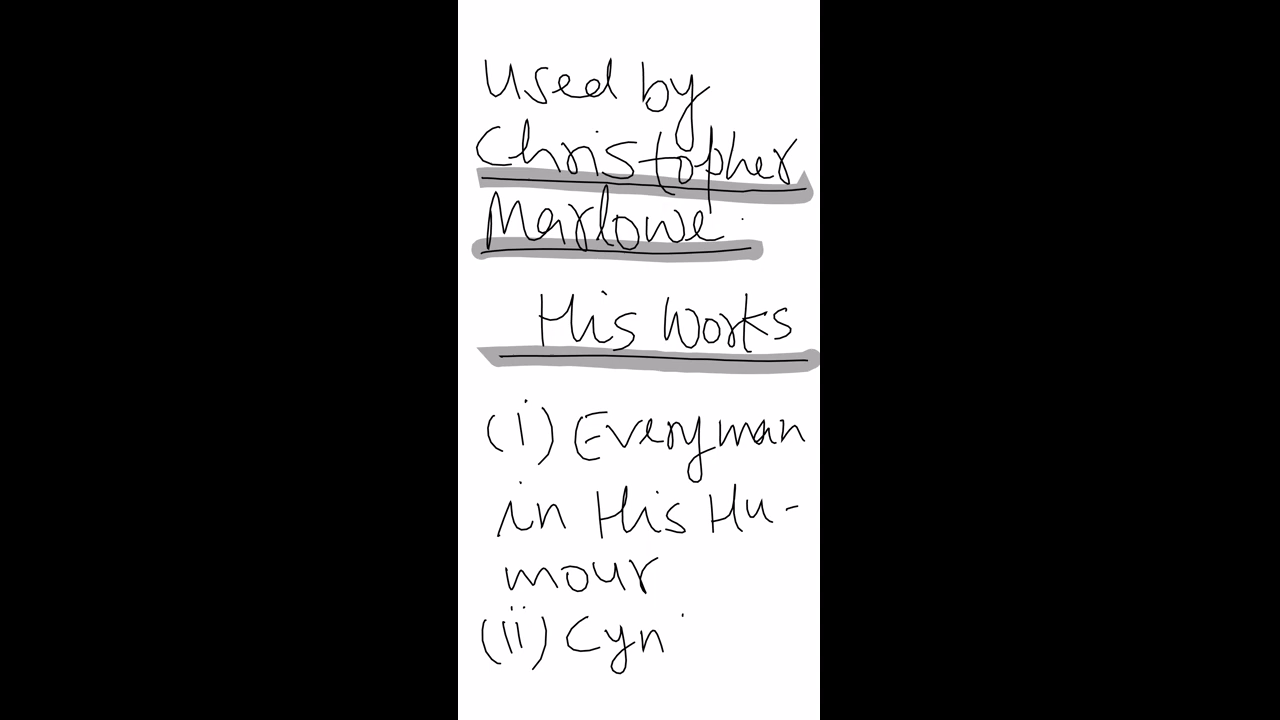 Used by
Christopher
Marlowe.
His Works
(i) Everyman
in His Hu-
mour
(ii) Cyn